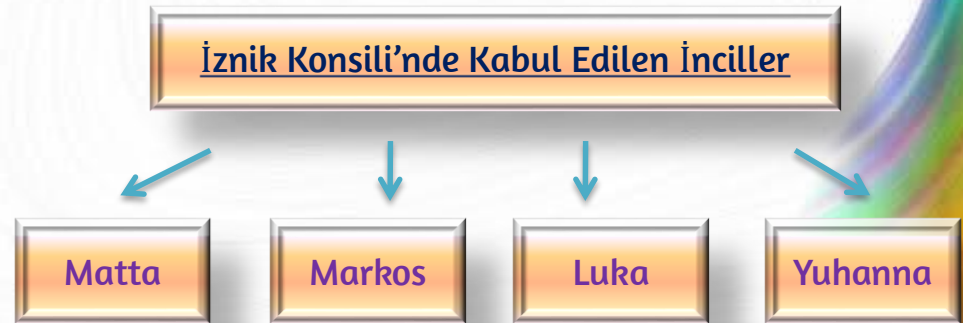 İznik Konsili’nde Kabul Edilen İnciller
Matta Markos Luka Yuhanna